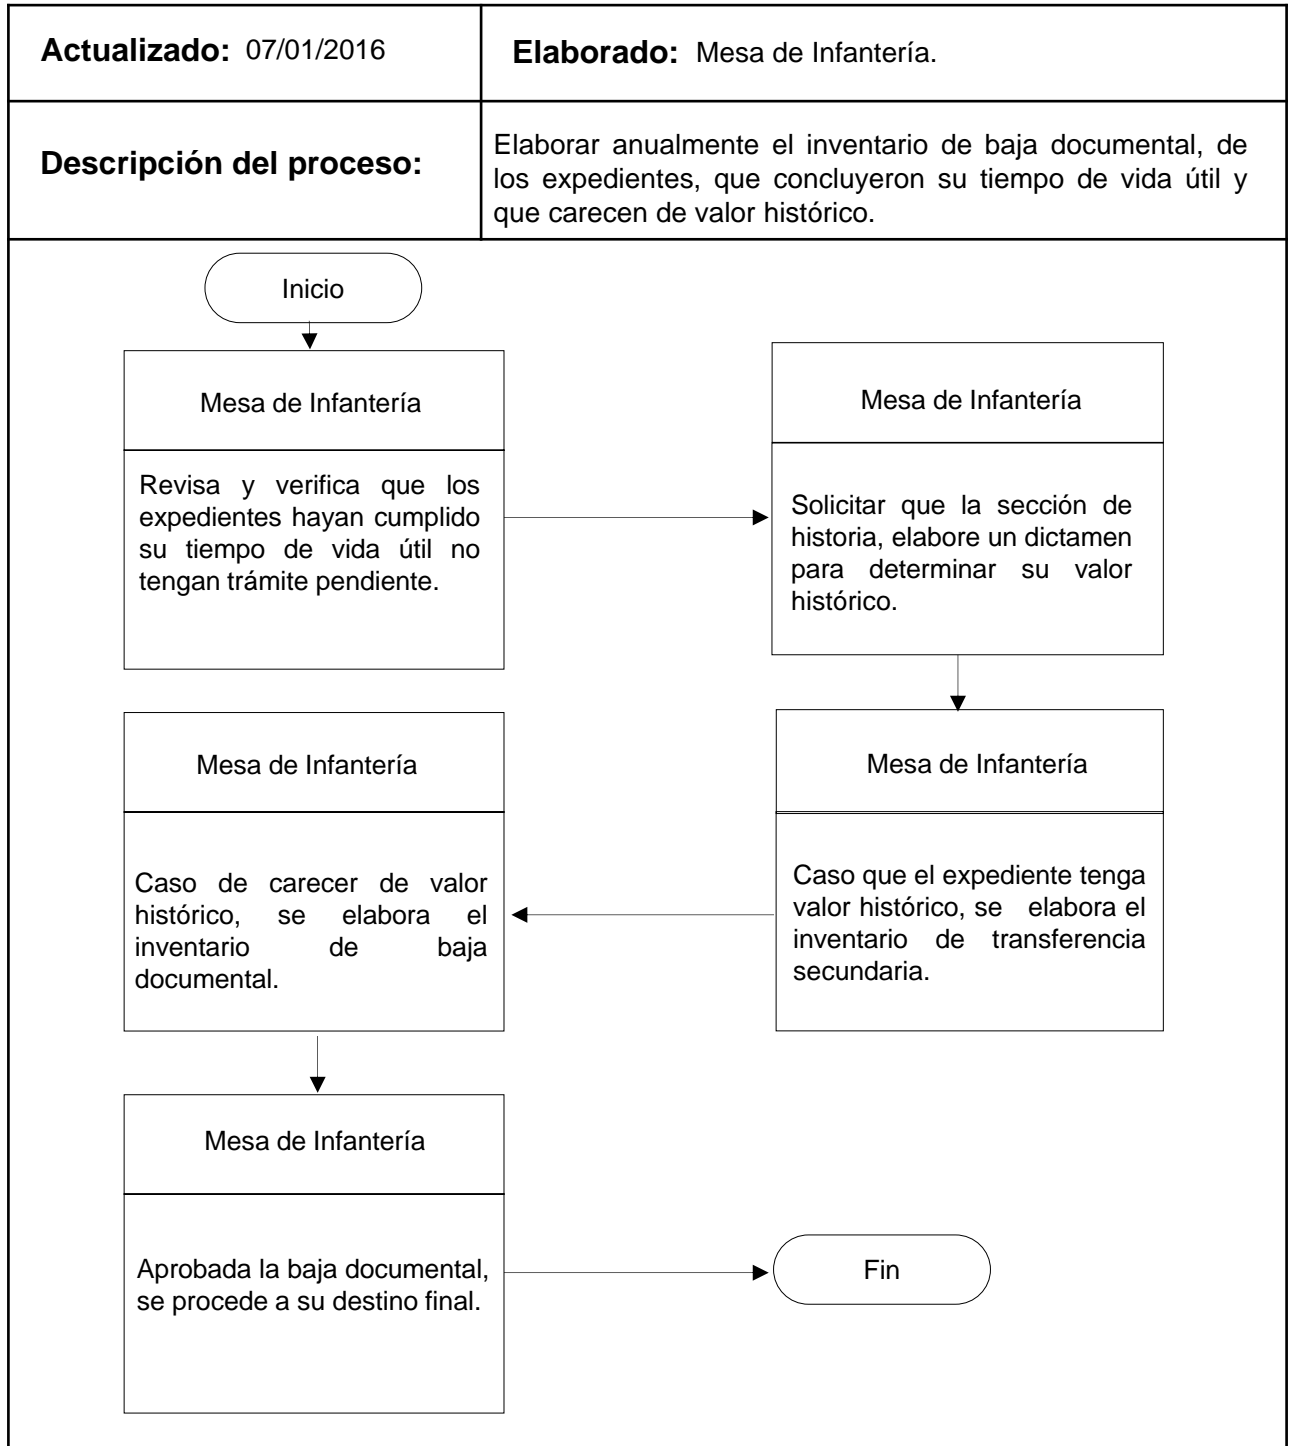 Actualizado: 07/01/2016
Elaborado: Mesa de Infantería.
Descripción del proceso:
Elaborar anualmente el inventario de baja documental, de
los expedientes, que concluyeron su tiempo de vida útil y
que carecen de valor histórico.
Inicio
Mesa de Infantería
Revisa y verifica que los
expedientes hayan cumplido
su tiempo de vida útil no
tengan trámite pendiente.
Mesa de Infantería
Solicitar que la sección de
historia, elabore un dictamen
para determinar su valor
histórico.
Mesa de Infantería
Caso que el expediente tenga
valor histórico, se elabora el
inventario de transferencia
secundaria.
Mesa de Infantería
Caso de carecer de valor
histórico, se elabora el
inventario de baja
documental.
Mesa de Infantería
Aprobada la baja documental,
se procede a su destino final.
Fin